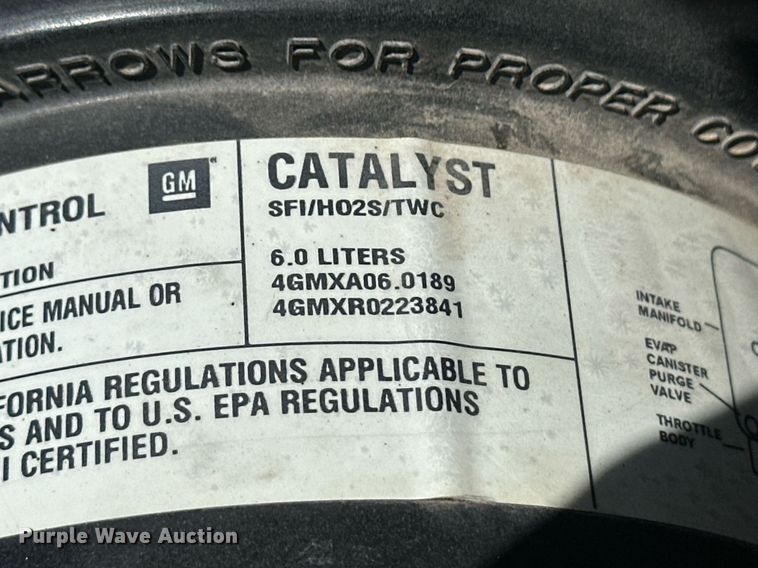 ARROWS FOR PROPER
GM
CATALYST
SFI/HO2S/TWC
6.0 LITERS
4GMXA06.0189
4GMXR0223841
NTROL
TION
ICE MANUAL OR
ATION.
FORNIA REGULATIONS APPLICABLE TO
S AND TO U.S. EPA REGULATIONS
I CERTIFIED.
INTAKE
MANIFOLD
EVAP
CANISTER
PURGE
VALVE
THROTTLE
BODY
Purple Wave Auction